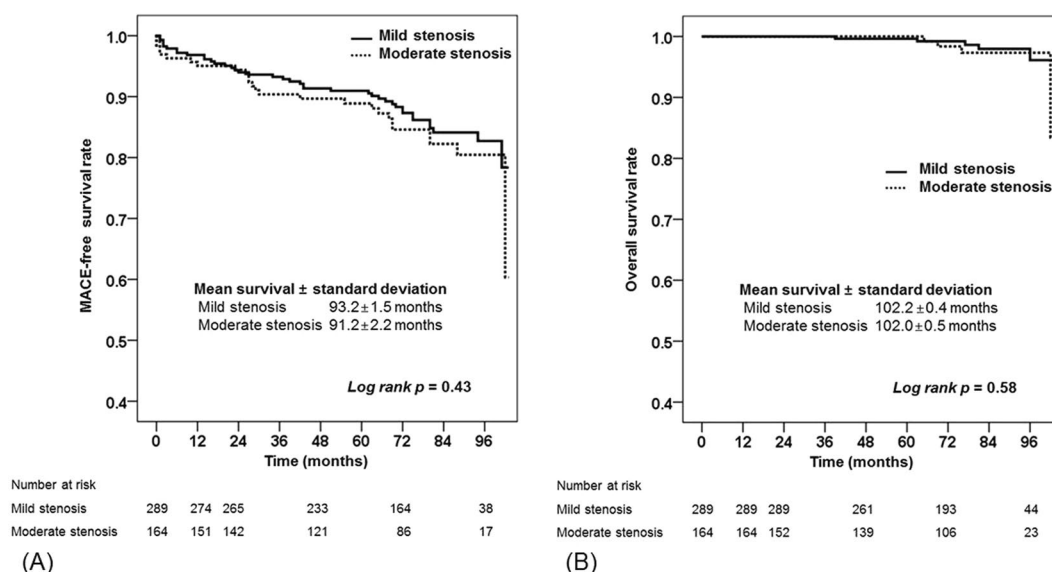 Mild stenosis
Moderate stenosis
MACE-free survival rate
1.0
0.9
0.8
0.7
0.6
0.5
0.4
Mean survival ± standard deviation
Mild stenosis 93.2±1.5 months
Moderate stenosis 91.2±2.2 months
Log rank p = 0.43
0 12 24 36 48 60 72 84 96
Time (months)
Number at risk
Mild stenosis 289 274 265 233 164 38
Moderate stenosis 164 151 142 121 86 17
(A)
Overall survival rate
1.0
0.9
0.8
0.7
0.6
0.5
0.4
Mild stenosis
Moderate stenosis
Mean survival ± standard deviation
Mild stenosis 102.2±0.4 months
Moderate stenosis 102.0±0.5 months
Log rank p = 0.58
0 12 24 36 48 60 72 84 96
Time (months)
Number at risk
Mild stenosis 289 289 289 261 193 44
Moderate stenosis 164 164 152 139 106 23
(B)